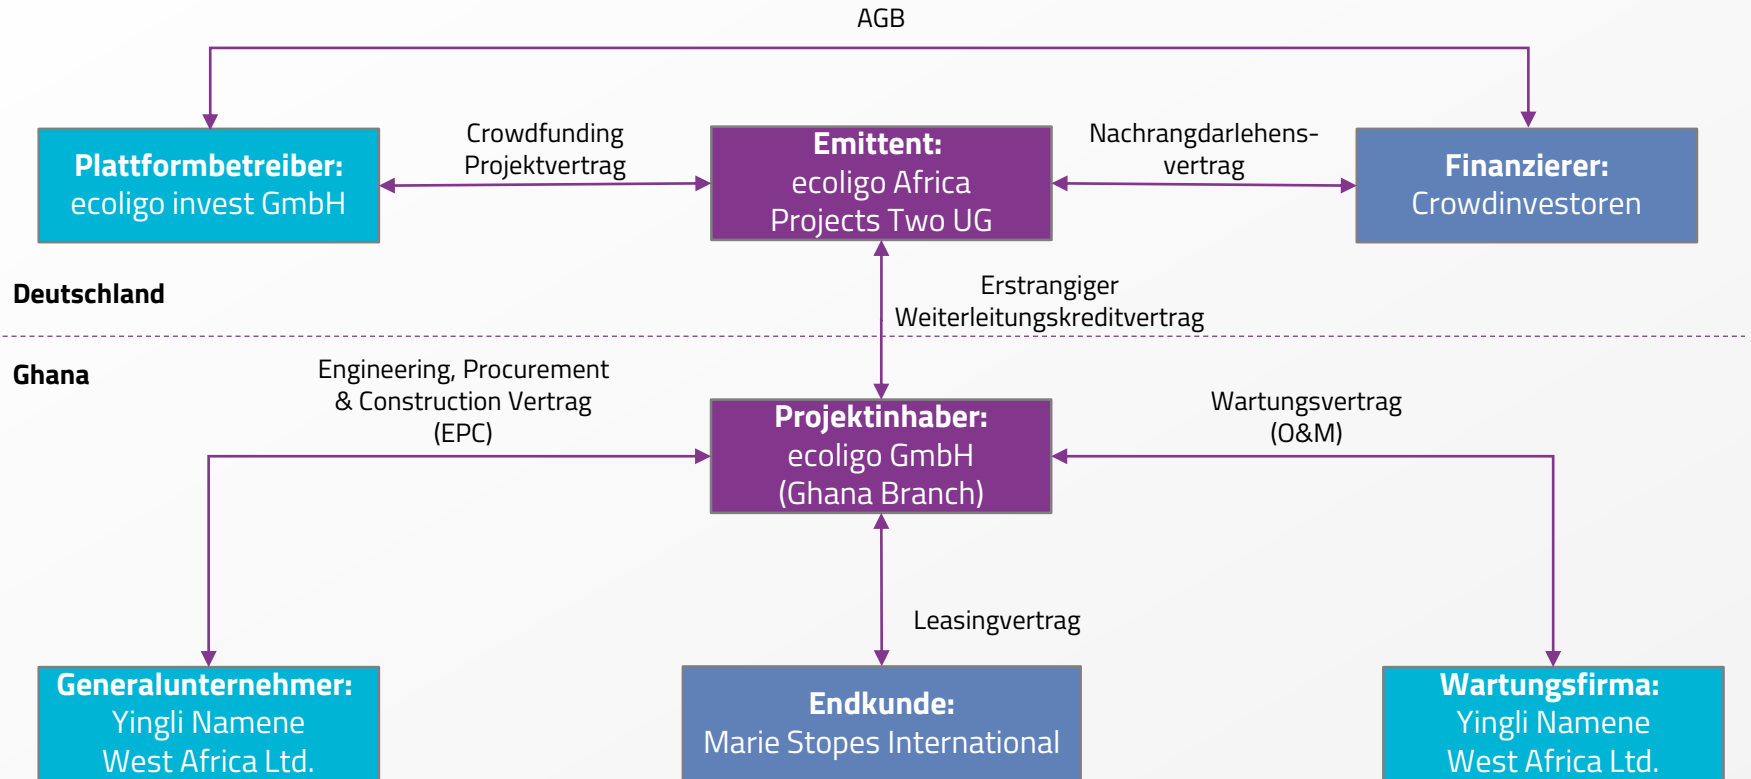 AGB
Plattformbetreiber:
ecoligo invest GmbH
Crowdfunding
Projektvertrag
Emittent:
ecoligo Africa
Projects Two UG
Nachrangdarlehens-
vertrag
Finanzierer:
Crowdinvestoren
Deutschland
Erstrangiger
Weiterleitungskreditvertrag
Ghana
Engineering, Procurement
& Construction Vertrag
(EPC)
Projektinhaber:
ecoligo GmbH
(Ghana Branch)
Wartungsvertrag
(O&M)
Leasingvertrag
Generalunternehmer:
Yingli Namene
West Africa Ltd.
Endkunde:
Marie Stopes International
Wartungsfirma:
Yingli Namene
West Africa Ltd.